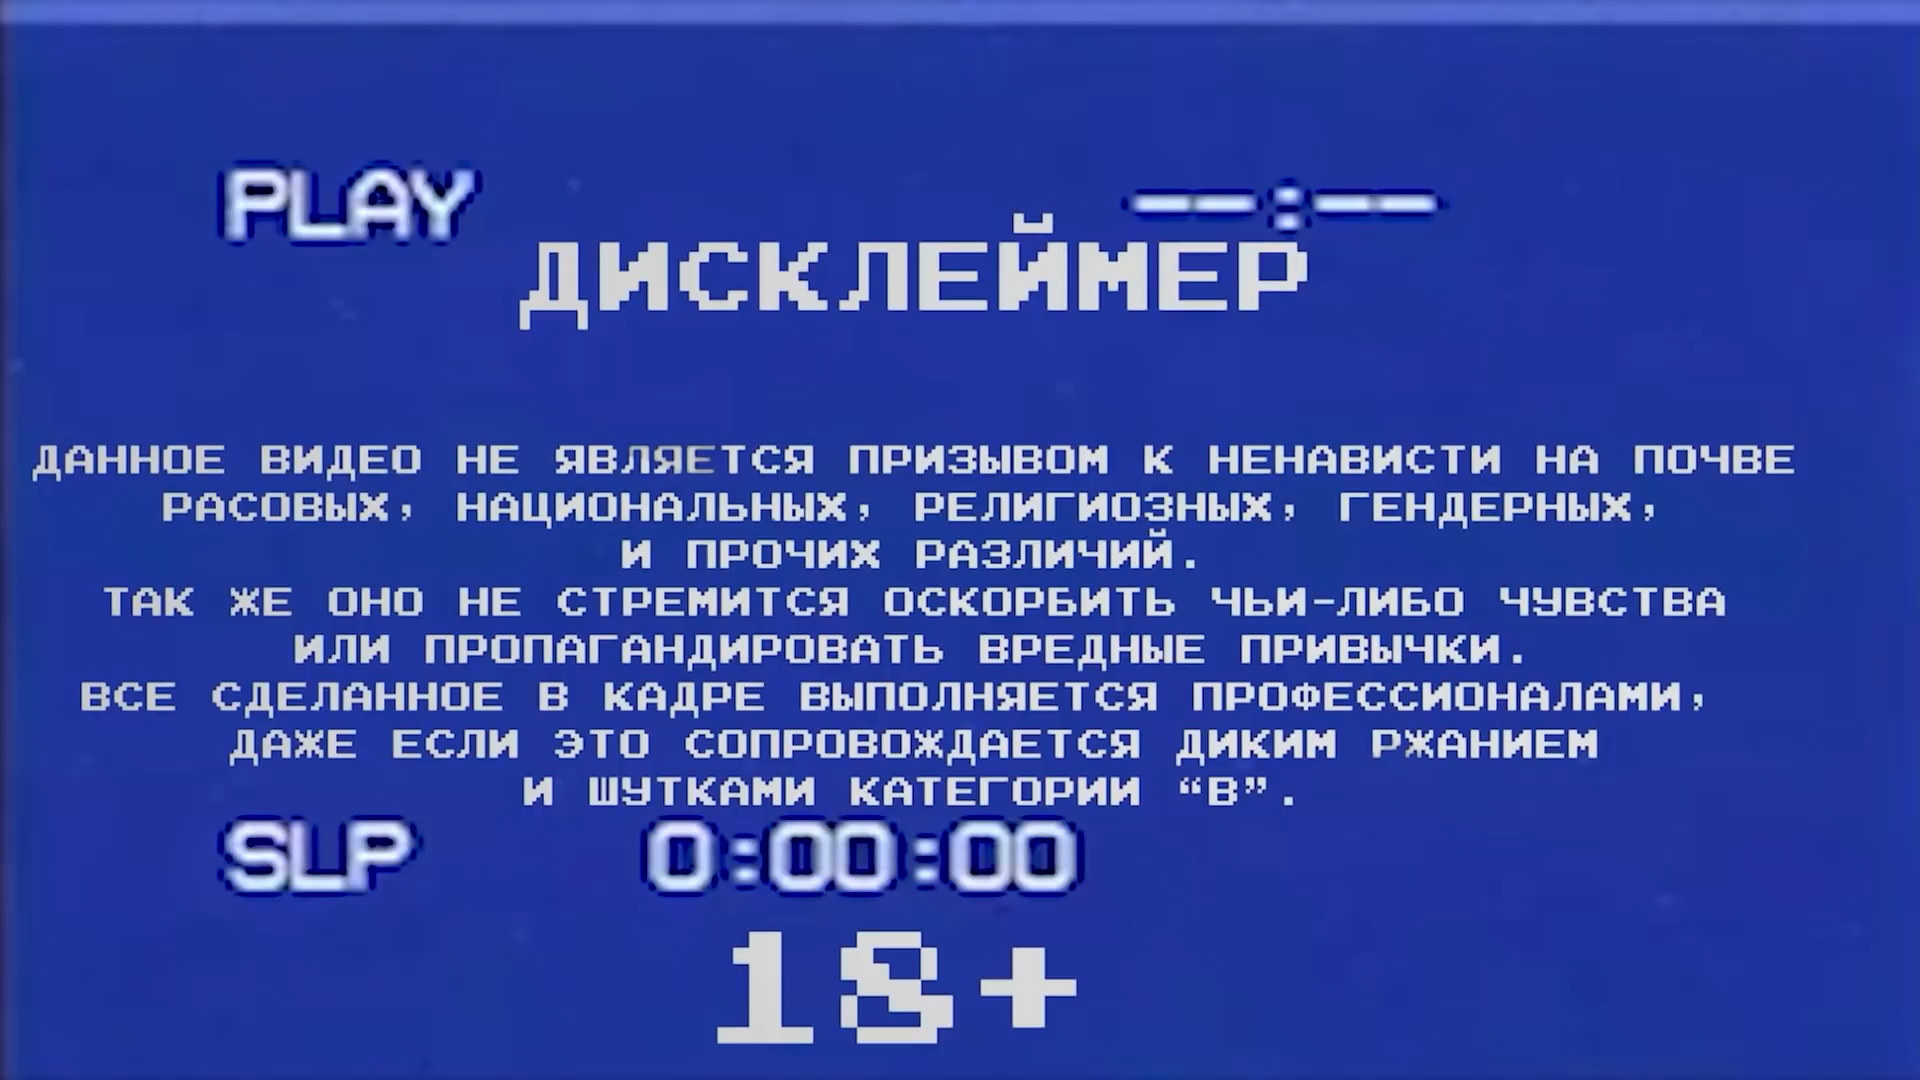 PLAY --:--
ДИСКЛЕЙМЕР
ДАННОЕ ВИДЕО НЕ ЯВЛЯЕТСЯ ПРИЗЫВОМ К НЕНАВИСТИ НА ПОЧВЕ
РАСОВЫХ, НАЦИОНАЛЬНЫХ, РЕЛИГИОЗНЫХ, ГЕНДЕРНЫХ,
И ПРОЧИХ РАЗЛИЧИЙ.
ТАК ЖЕ ОНО НЕ СТРЕМИТСЯ ОСКОРБИТЬ ЧЬИ-ЛИБО ЧУВСТВА
ИЛИ ПРОПАГАНДИРОВАТЬ ВРЕДНЫЕ ПРИВЫЧКИ.
ВСЕ СДЕЛАННОЕ В КАДРЕ ВЫПОЛНЯЕТСЯ ПРОФЕССИОНАЛАМИ,
ДАЖЕ ЕСЛИ ЭТО СОПРОВОЖДАЕТСЯ ДИКИМ РЖАНИЕМ
И ШУТКАМИ КАТЕГОРИИ “В”.
SLP 0:00:00
18+